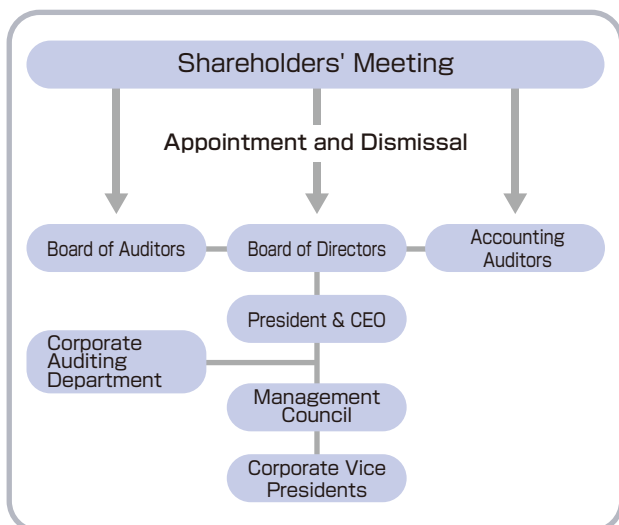 Shareholders' Meeting
Appointment and Dismissal
Board of Auditors
Board of Directors
Accounting
Auditors
President & CEO
Corporate
Auditing
Department
Management
Council
Corporate Vice
Presidents